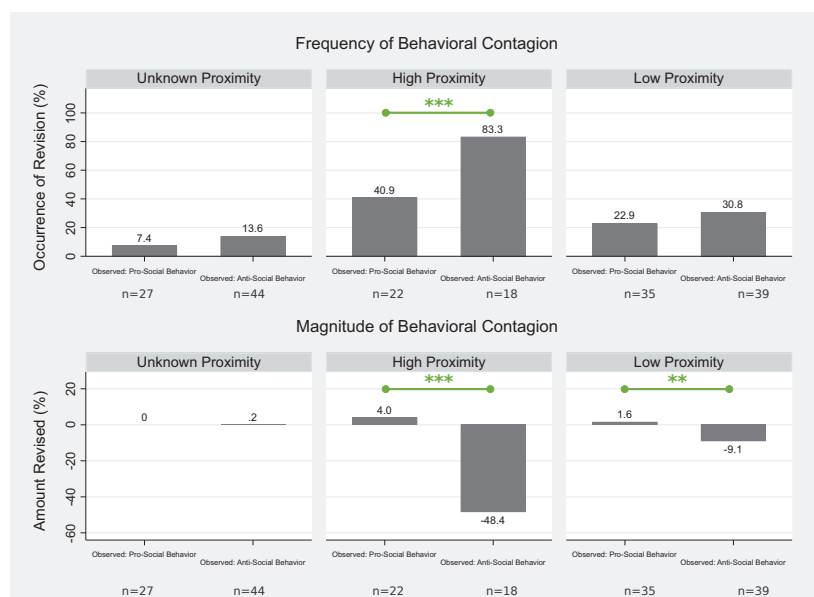 Frequency of Behavioral Contagion
Unknown Proximity
High Proximity
Low Proximity
Occurrence of Revision (%)
100
80
60
40
20
0
***
7.4
13.6
40.9
83.3
22.9
30.8
Observed: Pro-Social Behavior
Observed: Anti-Social Behavior
Observed: Pro-Social Behavior
Observed: Anti-Social Behavior
Observed: Pro-Social Behavior
Observed: Anti-Social Behavior
n=27
n=44
n=22
n=18
n=35
n=39
Magnitude of Behavioral Contagion
Unknown Proximity
High Proximity
Low Proximity
Amount Revised (%)
20
0
-20
-40
-60
***
**
0
.2
4.0
-48.4
1.6
-9.1
Observed: Pro-Social Behavior
Observed: Anti-Social Behavior
Observed: Pro-Social Behavior
Observed: Anti-Social Behavior
Observed: Pro-Social Behavior
Observed: Anti-Social Behavior
n=27
n=44
n=22
n=18
n=35
n=39